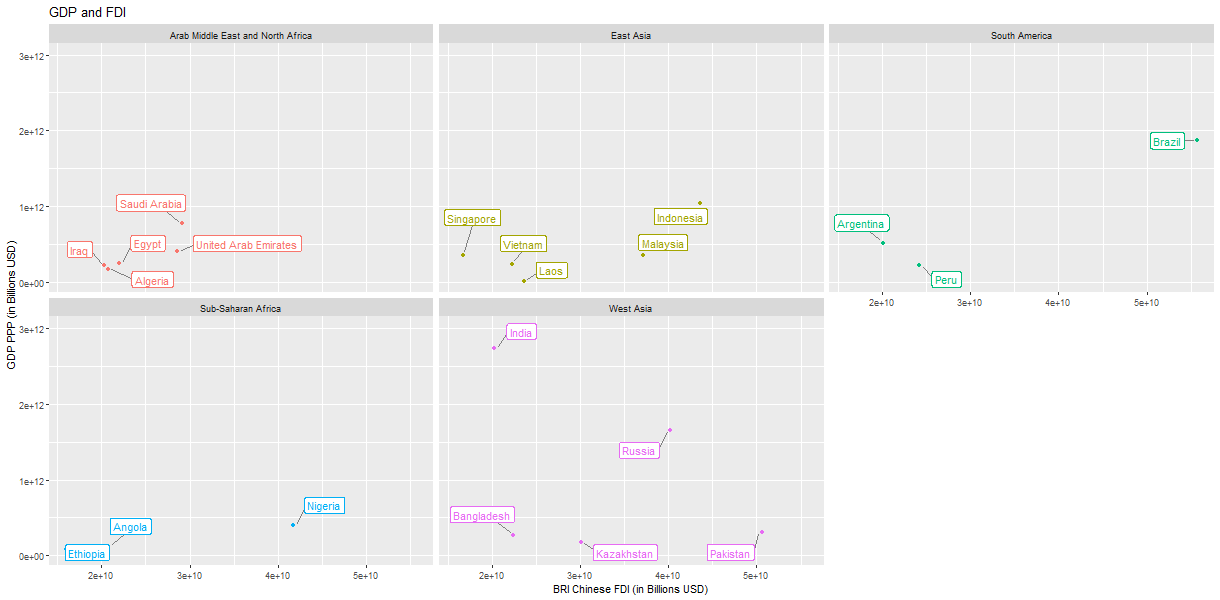 GDP and FDI
Arab Middle East and North Africa
East Asia
South America
3e+12
2e+12
1e+12
0e+00
GDP PPP (in Billions USD)
Saudi Arabia
Iraq
Egypt
United Arab Emirates
Algeria
Singapore
Vietnam
Laos
Indonesia
Malaysia
Brazil
Argentina
Peru
2e+10
3e+10
4e+10
5e+10
Sub-Saharan Africa
West Asia
3e+12
2e+12
1e+12
0e+00
Nigeria
Angola
Ethiopia
India
Russia
Bangladesh
Kazakhstan
Pakistan
2e+10
3e+10
4e+10
5e+10
2e+10
3e+10
4e+10
5e+10
BRI Chinese FDI (in Billions USD)